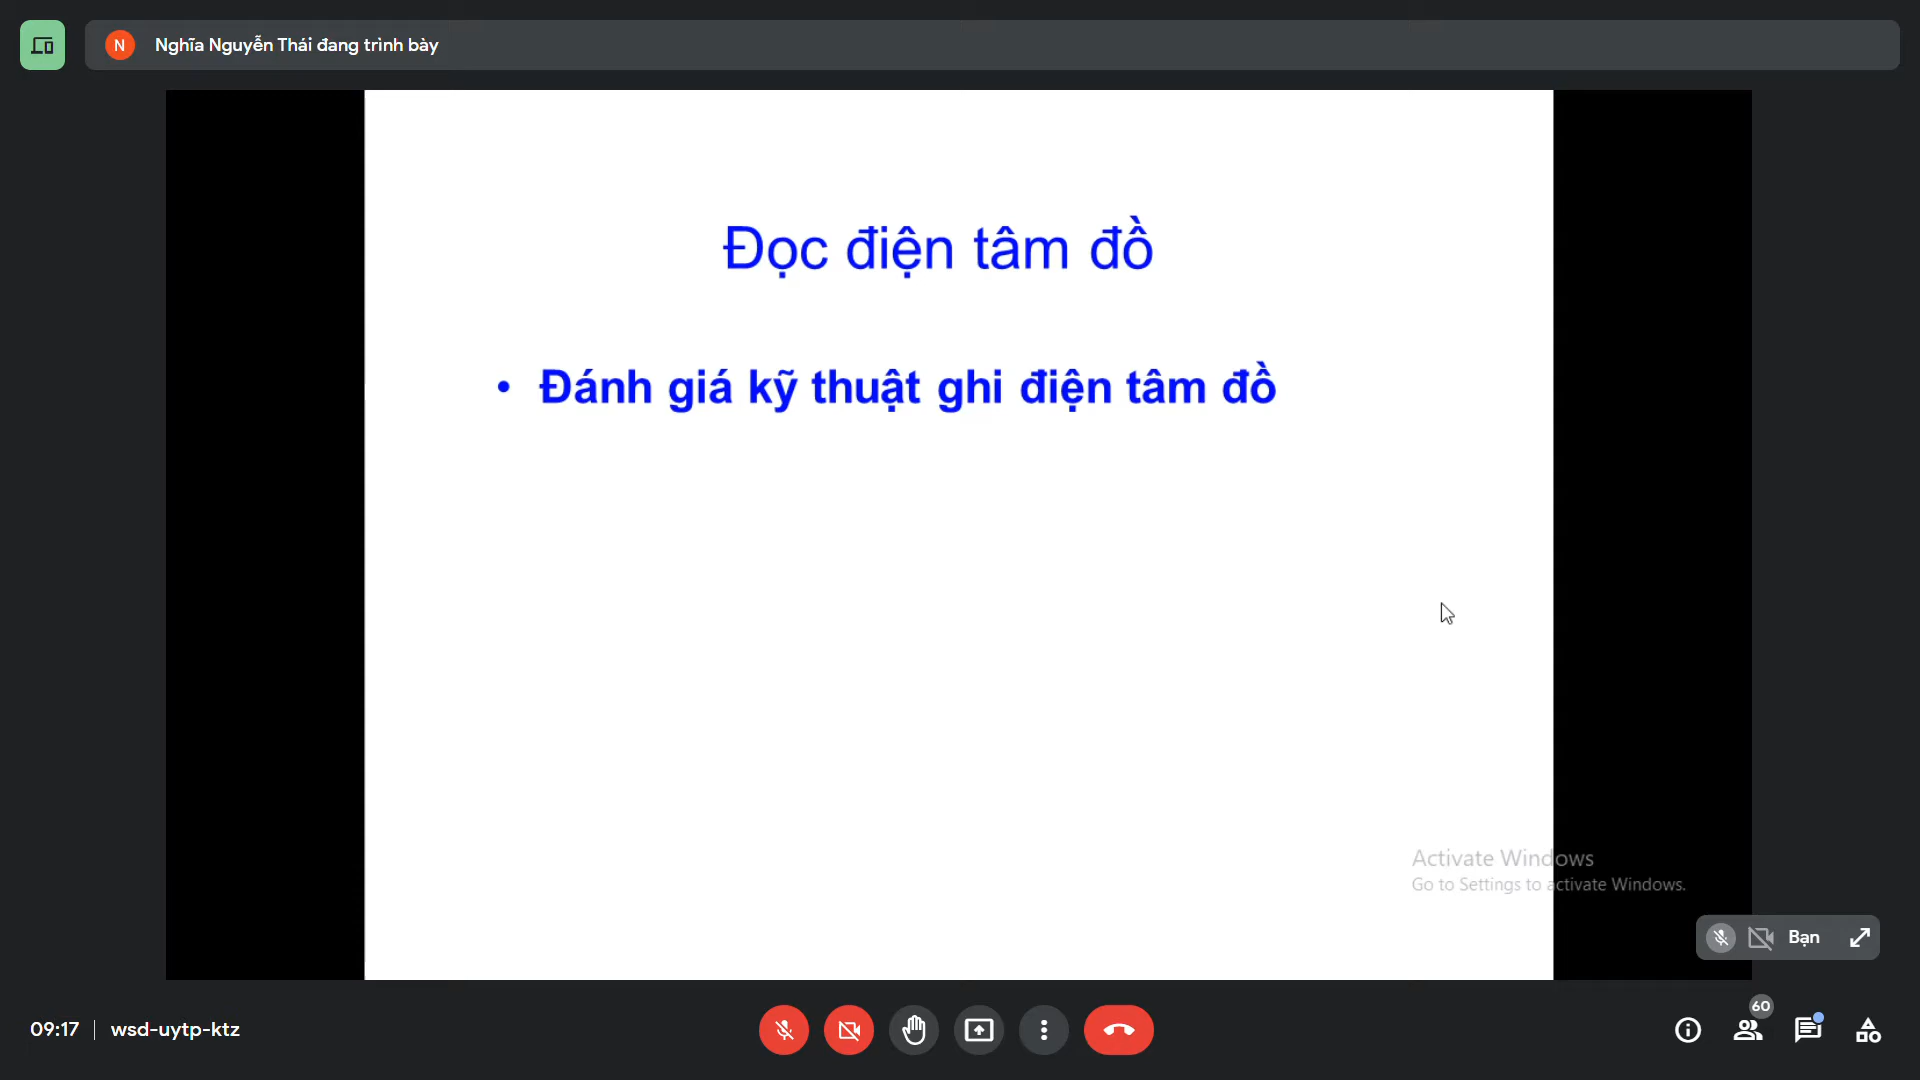 N Nghĩa Nguyễn Thái đang trình bày
Đọc điện tâm đồ
• Đánh giá kỹ thuật ghi điện tâm đồ
Activate Windows
Go to Settings to activate Windows.
Bạn
09:17 | wsd-uytp-ktz
60